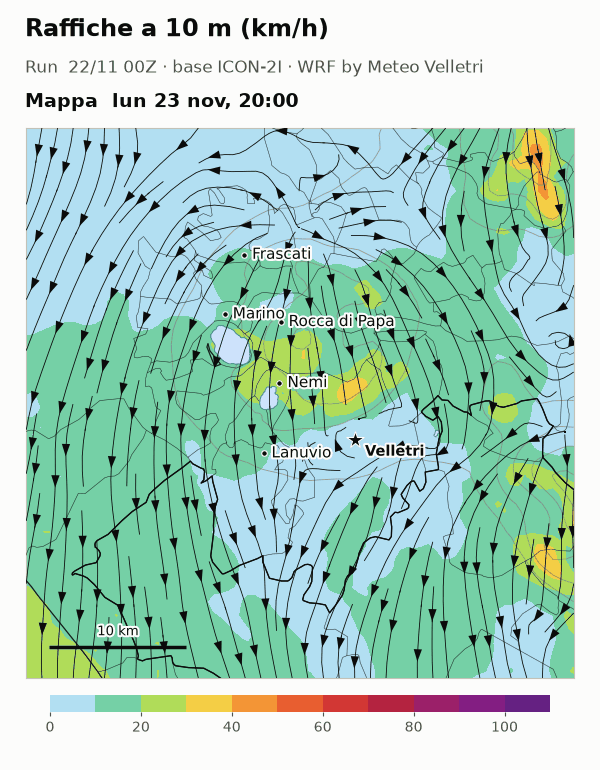 Raffiche a 10 m (km/h)
Run  22/11 00Z · base ICON-2I · WRF by Meteo Velletri
Mappa  lun 23 nov, 20:00
Frascati
Marino
Rocca di Papa
Nemi
Velletri
Lanuvio
10 km
0 20 40 60 80 100